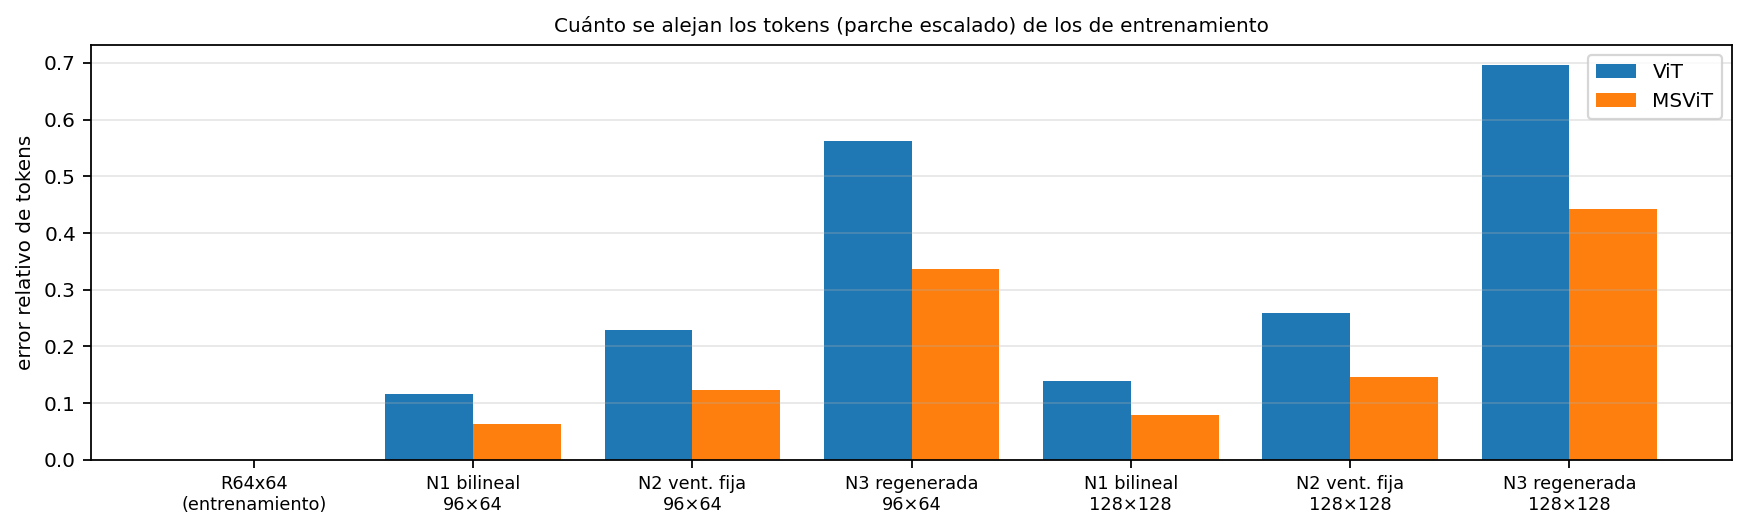 Cuánto se alejan los tokens (parche escalado) de los de entrenamiento
error relativo de tokens
0.7
0.6
0.5
0.4
0.3
0.2
0.1
0.0
ViT
MSViT
R64x64
(entrenamiento)
N1 bilineal
96×64
N2 vent. fija
96×64
N3 regenerada
96×64
N1 bilineal
128×128
N2 vent. fija
128×128
N3 regenerada
128×128